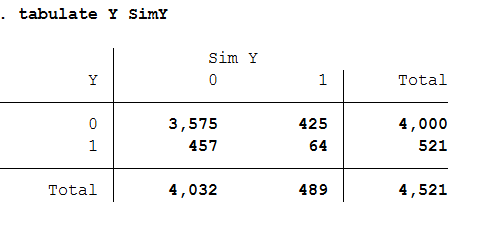 . tabulate Y SimY
Sim Y
Y 0 1 Total
0 3,575 425 4,000
1 457 64 521
Total 4,032 489 4,521